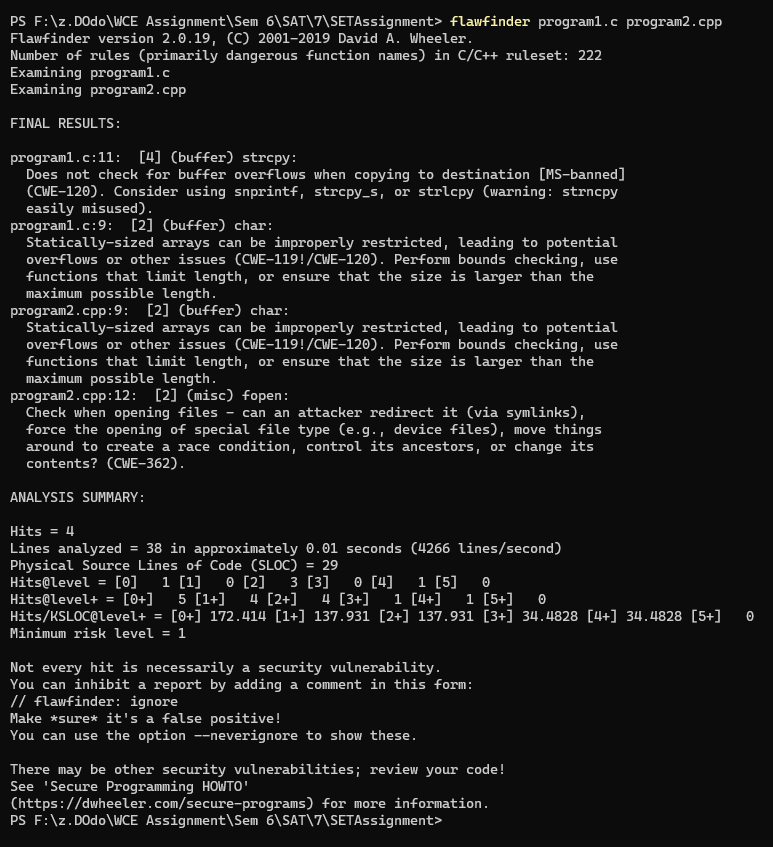 PS F:\z.DOdo\WCE Assignment\Sem 6\SAT\7\SETAssignment> flawfinder program1.c program2.cpp
Flawfinder version 2.0.19, (C) 2001-2019 David A. Wheeler.
Number of rules (primarily dangerous function names) in C/C++ ruleset: 222
Examining program1.c
Examining program2.cpp

FINAL RESULTS:

program1.c:11:  [4] (buffer) strcpy:
  Does not check for buffer overflows when copying to destination [MS-banned]
  (CWE-120). Consider using snprintf, strcpy_s, or strlcpy (warning: strncpy
  easily misused).
program1.c:9:  [2] (buffer) char:
  Statically-sized arrays can be improperly restricted, leading to potential
  overflows or other issues (CWE-119!/CWE-120). Perform bounds checking, use
  functions that limit length, or ensure that the size is larger than the
  maximum possible length.
program2.cpp:9:  [2] (buffer) char:
  Statically-sized arrays can be improperly restricted, leading to potential
  overflows or other issues (CWE-119!/CWE-120). Perform bounds checking, use
  functions that limit length, or ensure that the size is larger than the
  maximum possible length.
program2.cpp:12:  [2] (misc) fopen:
  Check when opening files - can an attacker redirect it (via symlinks),
  force the opening of special file type (e.g., device files), move things
  around to create a race condition, control its ancestors, or change its
  contents? (CWE-362).

ANALYSIS SUMMARY:

Hits = 4
Lines analyzed = 38 in approximately 0.01 seconds (4266 lines/second)
Physical Source Lines of Code (SLOC) = 29
Hits@level = [0]   1 [1]   0 [2]   3 [3]   0 [4]   1 [5]   0
Hits@level+ = [0+]   5 [1+]   4 [2+]   4 [3+]   1 [4+]   1 [5+]   0
Hits/KSLOC@level+ = [0+] 172.414 [1+] 137.931 [2+] 137.931 [3+] 34.4828 [4+] 34.4828 [5+]   0
Minimum risk level = 1

Not every hit is necessarily a security vulnerability.
You can inhibit a report by adding a comment in this form:
// flawfinder: ignore
Make *sure* it's a false positive!
You can use the option --neverignore to show these.

There may be other security vulnerabilities; review your code!
See 'Secure Programming HOWTO'
(https://dwheeler.com/secure-programs) for more information.
PS F:\z.DOdo\WCE Assignment\Sem 6\SAT\7\SETAssignment>